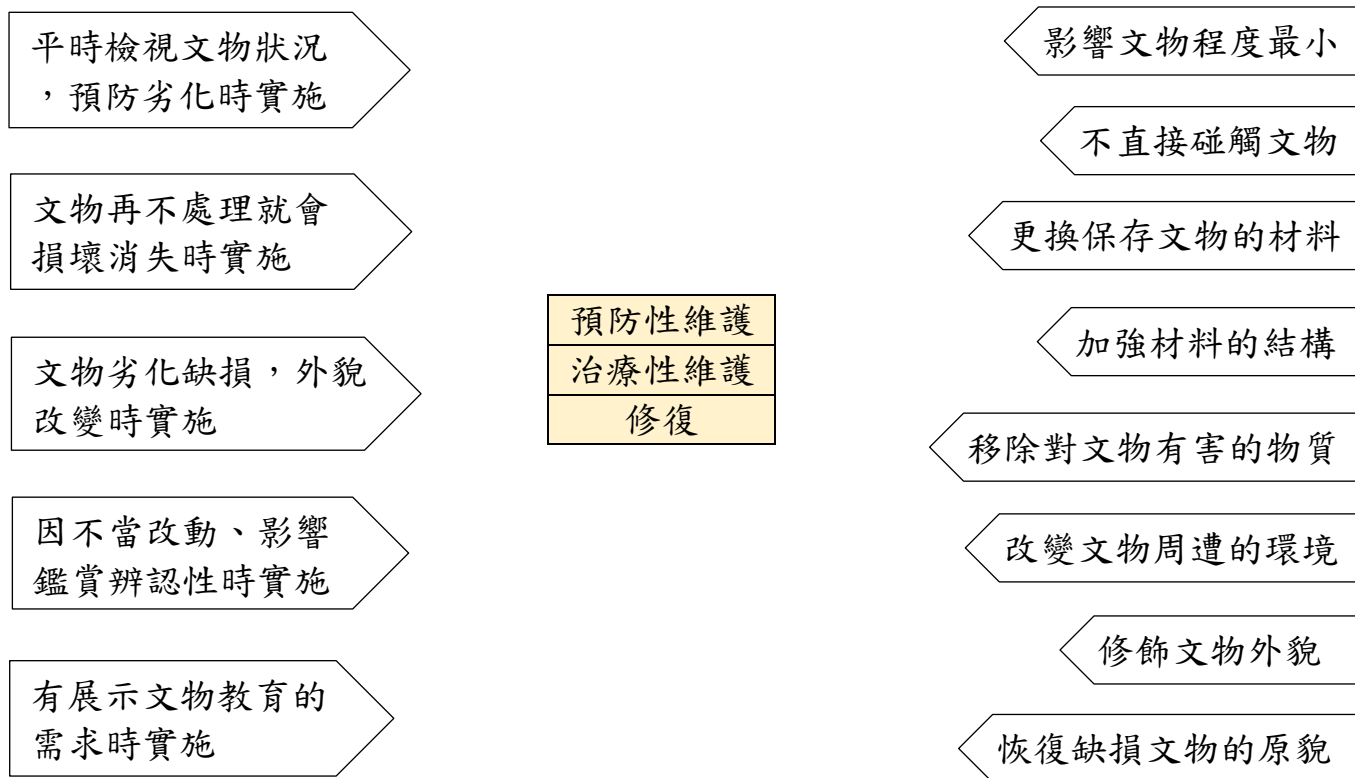 平時檢視文物狀況
，預防劣化時實施
文物再不處理就會
損壞消失時實施
文物劣化缺損，外貌
改變時實施
因不當改動、影響
鑑賞辨認性時實施
有展示文物教育的
需求時實施
預防性維護
治療性維護
修復
影響文物程度最小
不直接碰觸文物
更換保存文物的材料
加強材料的結構
移除對文物有害的物質
改變文物周遭的環境
修飾文物外貌
恢復缺損文物的原貌